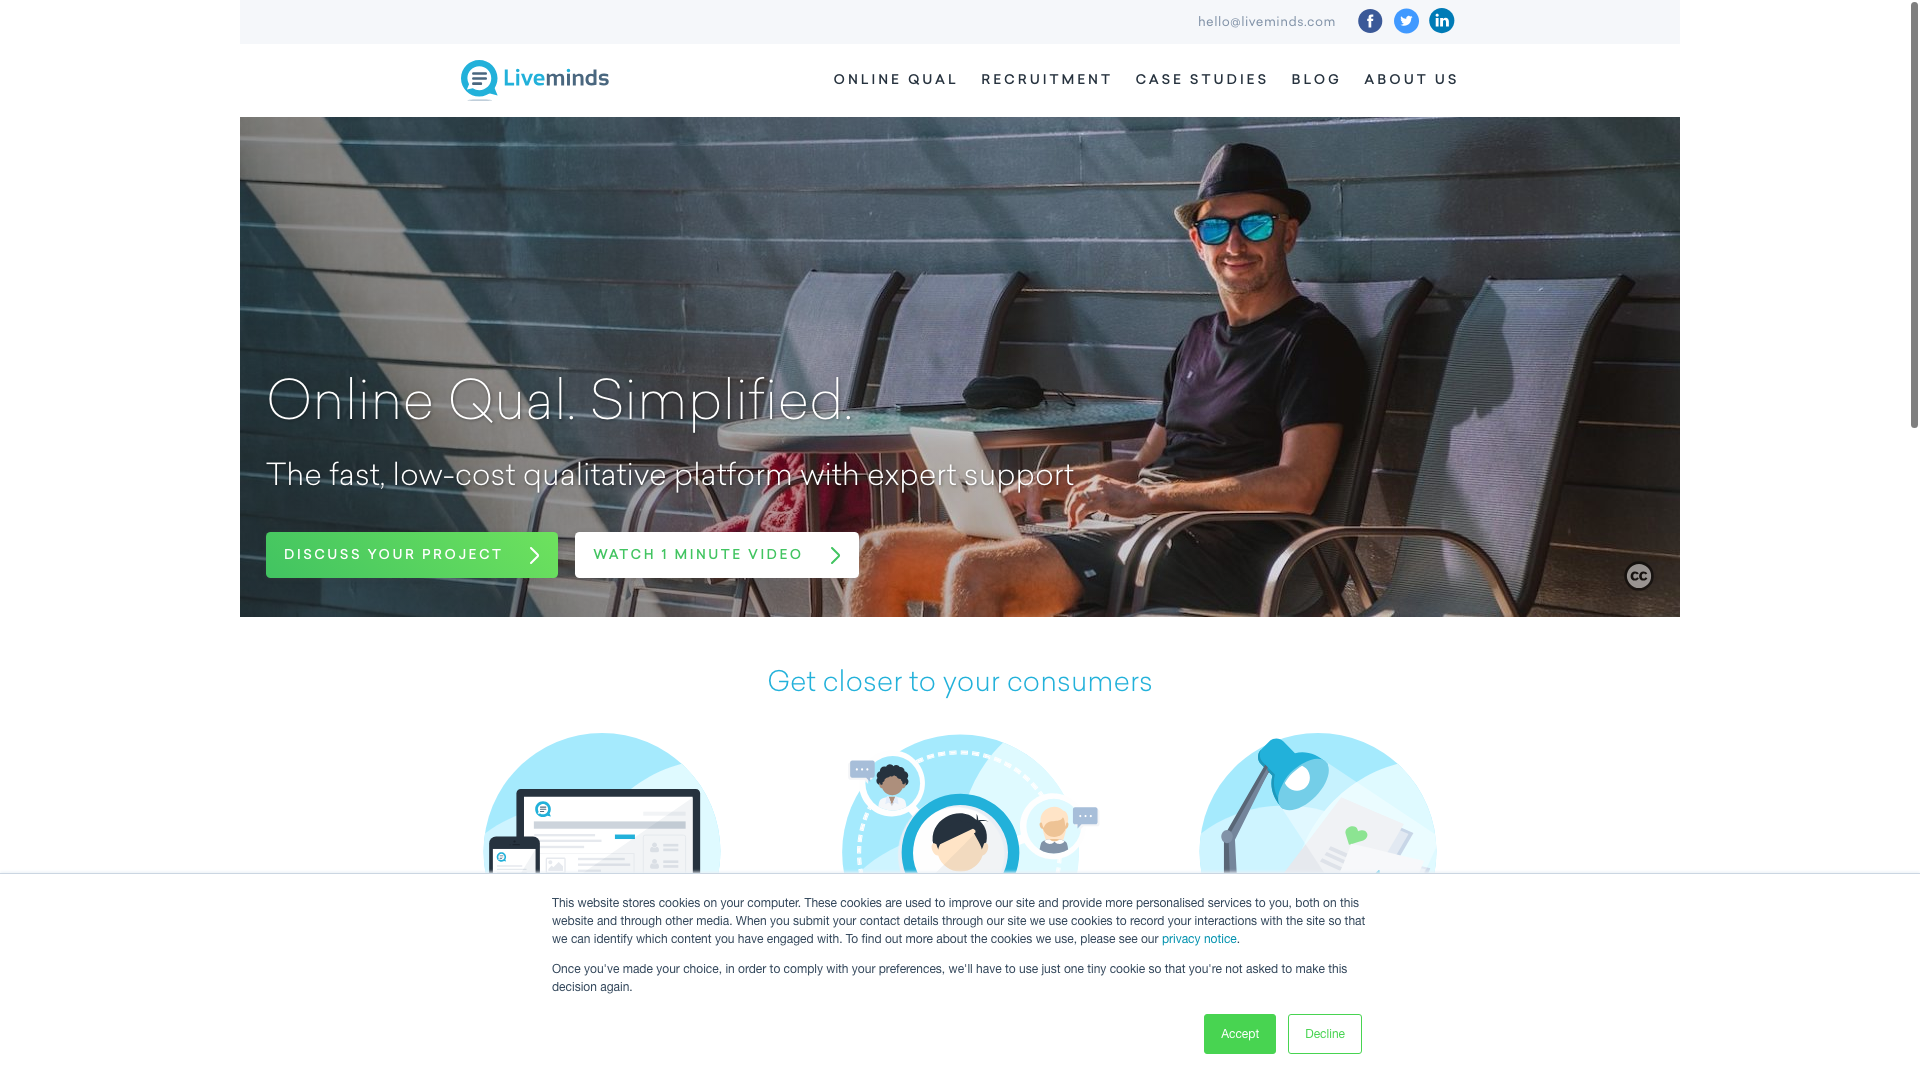 hello@liveminds.com
Liveminds
ONLINE QUAL
RECRUITMENT
CASE STUDIES
BLOG
ABOUT US
Online Qual. Simplified.
The fast, low-cost qualitative platform with expert support
DISCUSS YOUR PROJECT
WATCH 1 MINUTE VIDEO
cc
Get closer to your consumers
This website stores cookies on your computer. These cookies are used to improve our site and provide more personalised services to you, both on this
website and through other media. When you submit your contact details through our site we use cookies to record your interactions with the site so that
we can identify which content you have engaged with. To find out more about the cookies we use, please see our privacy notice.
Once you've made your choice, in order to comply with your preferences, we'll have to use just one tiny cookie so that you're not asked to make this
decision again.
Accept
Decline